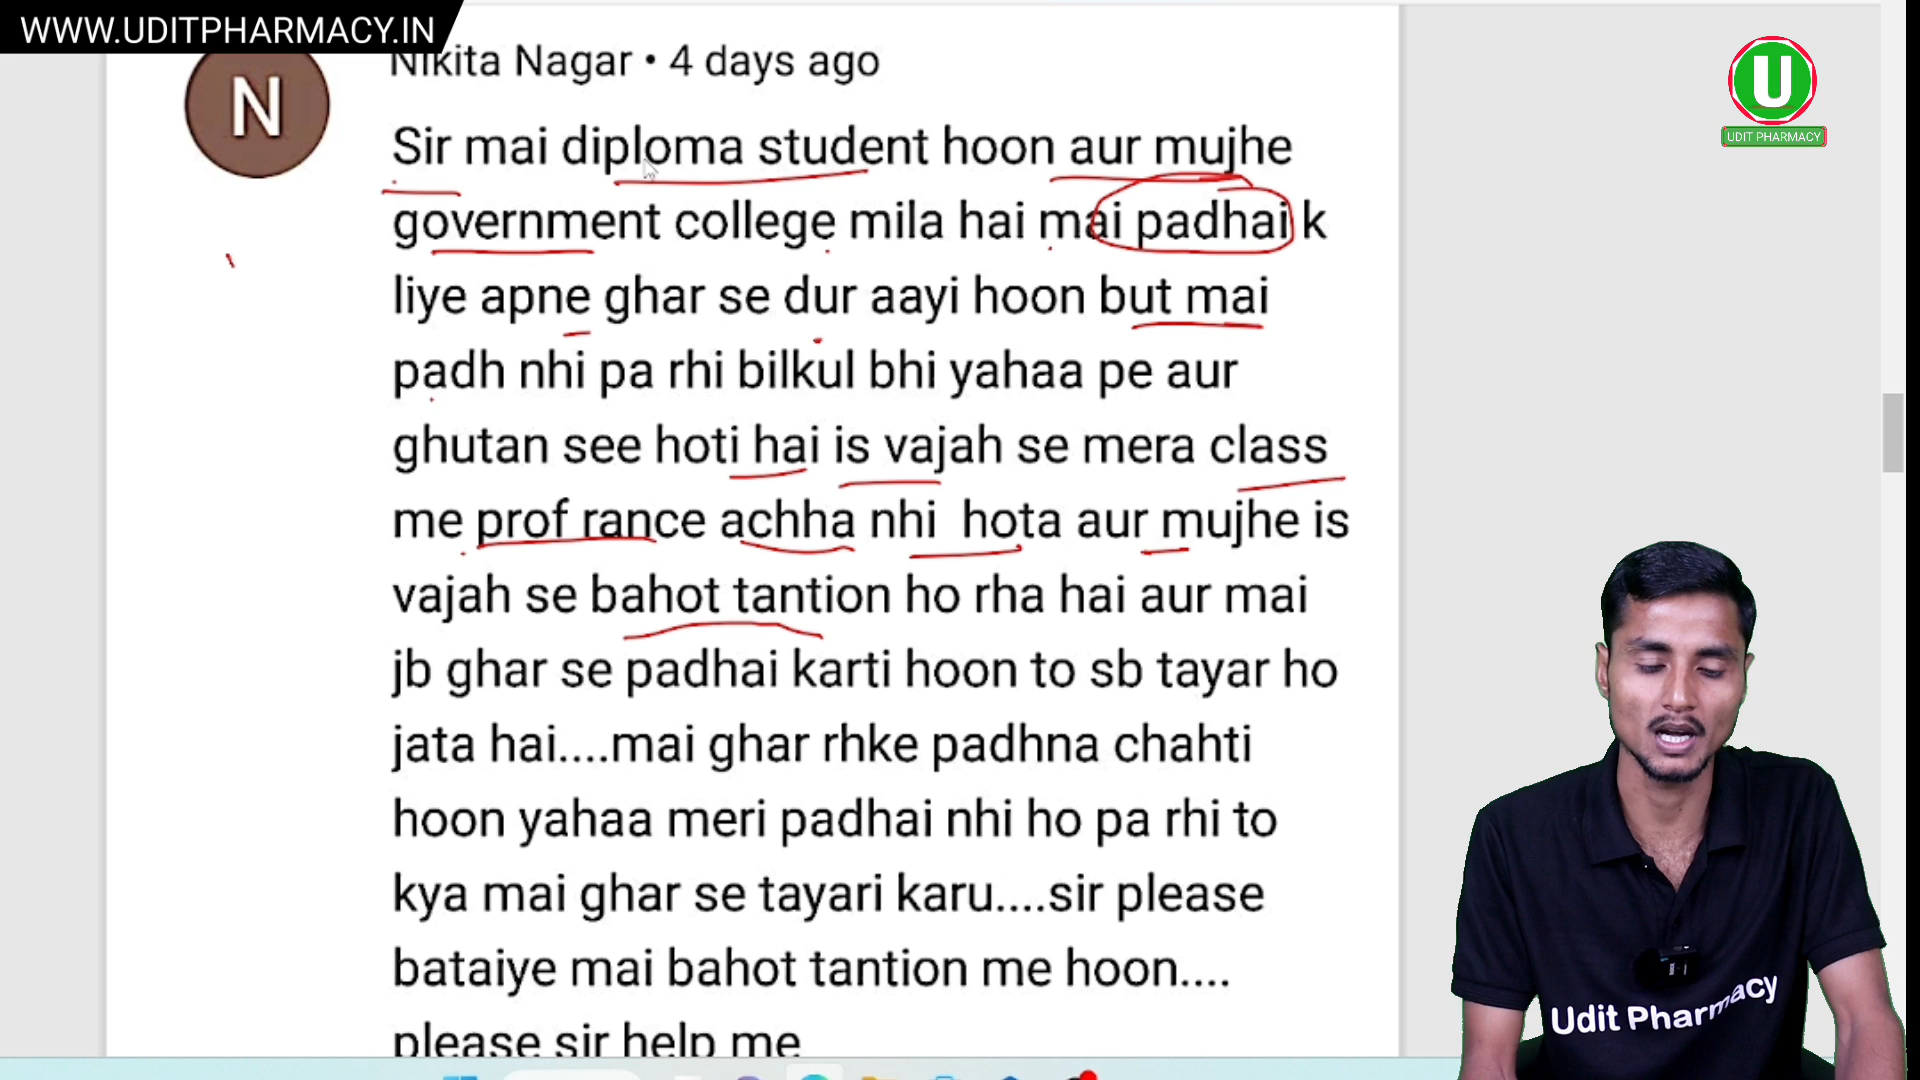 WWW.UDITPHARMACY.IN
N
Nikita Nagar • 4 days ago
U
UDIT PHARMACY
Sir mai diploma student hoon aur mujhe
government college mila hai mai padhai k
liye apne ghar se dur aayi hoon but mai
padh nhi pa rhi bilkul bhi yahaa pe aur
ghutan see hoti hai is vajah se mera class
me prof rance achha nhi hota aur mujhe is
vajah se bahot tantion ho rha hai aur mai
jb ghar se padhai karti hoon to sb tayar ho
jata hai....mai ghar rhke padhna chahti
hoon yahaa meri padhai nhi ho pa rhi to
kya mai ghar se tayari karu....sir please
bataiye mai bahot tantion me hoon....
please sir help me
Udit Pharmacy